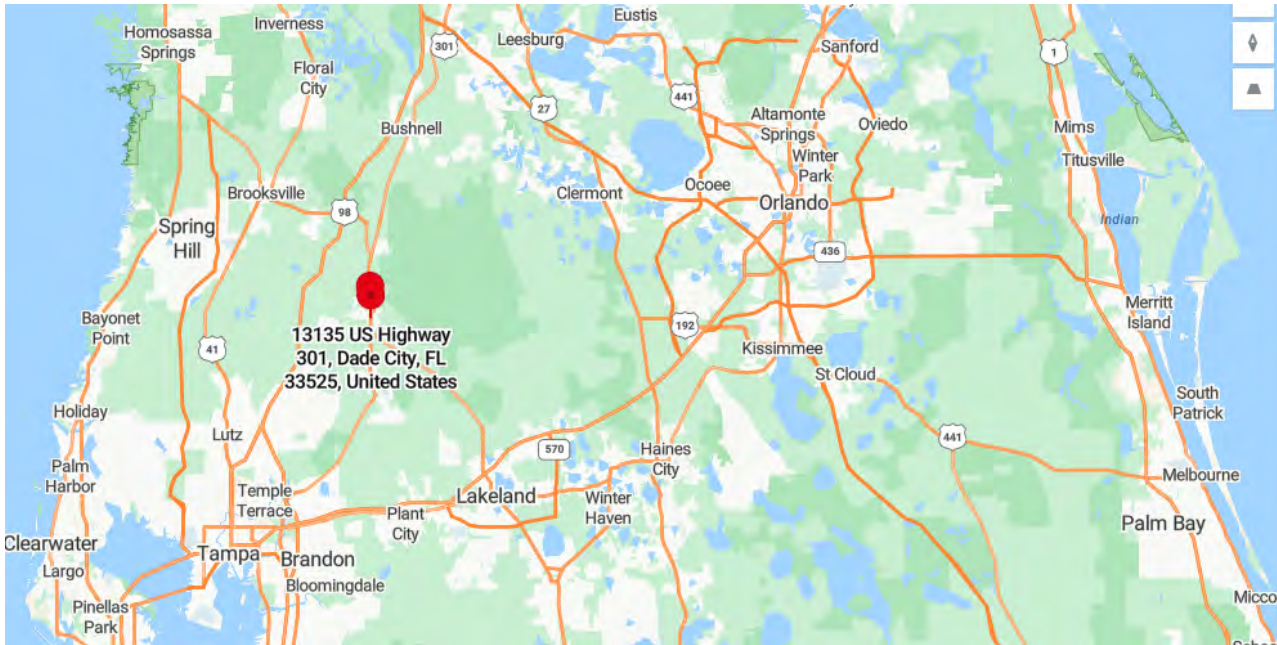 Eustis
Homosassa
Springs
Inverness
301
Leesburg
Sanford
1
Floral
City
27
441
Altamonte
Springs
Oviedo
Mims
Bushnell
Winter
Park
Titusville
Brooksville
Clermont
Ocoee
Orlando
98
Spring
Hill
Indian
436
13135 US Highway
301, Dade City, FL
33525, United States
Bayonet
Point
41
192
Merritt
Island
Kissimmee
St Cloud
South
Patrick
Holiday
Lutz
570
Haines
City
441
Palm
Harbor
Temple
Terrace
Lakeland
Winter
Haven
Melbourne
Plant
City
Palm Bay
Clearwater
Largo
Tampa
Brandon
Bloomingdale
Pinellas
Park
Micco